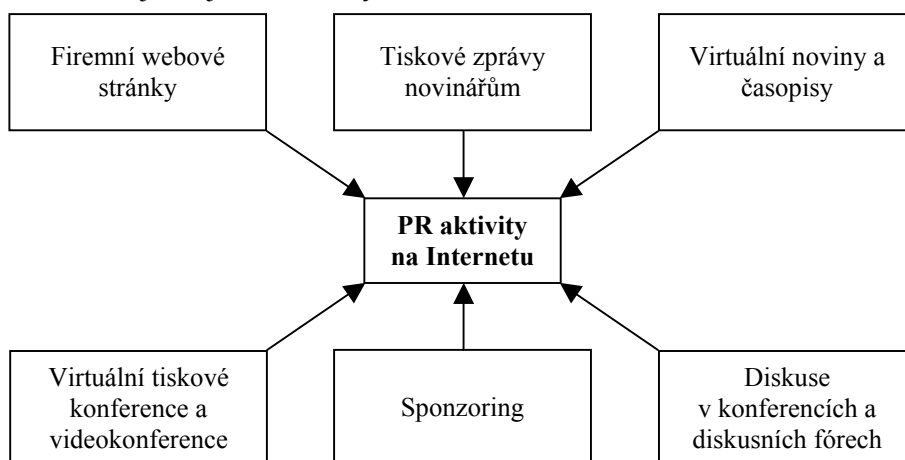 Firemní webové
stránky
Tiskové zprávy
novinářům
Virtuální noviny a
časopisy
PR aktivity
na Internetu
Virtuální tiskové
konference a
videokonference
Sponzoring
Diskuse
v konferencích a
diskusních fórech